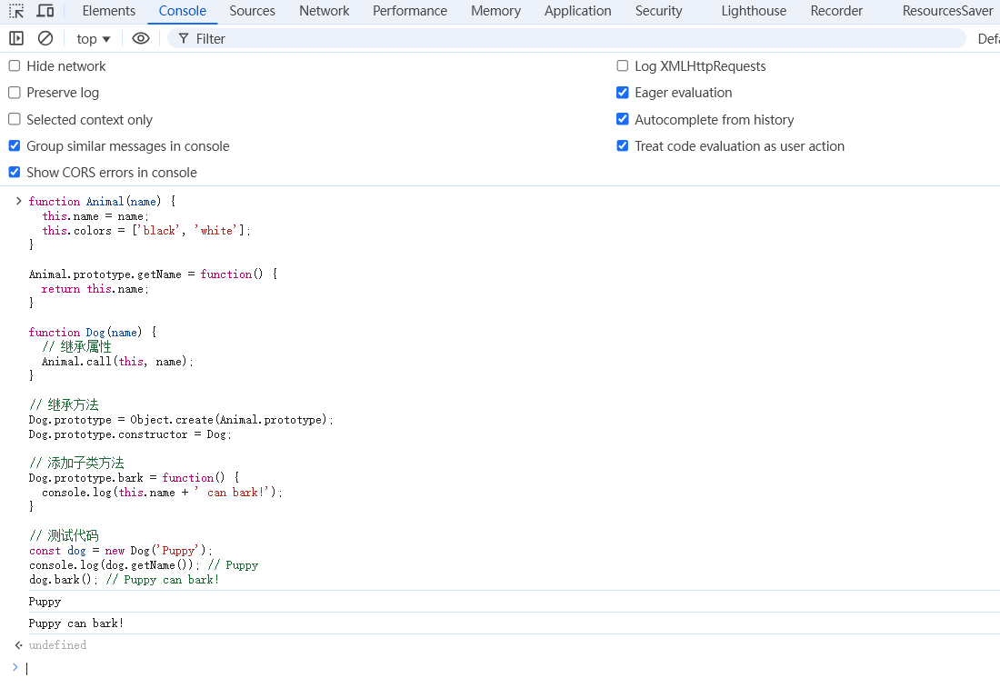 Elements Console Sources Network Performance Memory Application Security Lighthouse Recorder ResourcesSaver
top Filter
Hide network Log XMLHttpRequests
Preserve log Eager evaluation
Selected context only Autocomplete from history
Group similar messages in console Treat code evaluation as user action
Show CORS errors in console
function Animal(name) {
  this.name = name;
  this.colors = ['black', 'white'];
}
Animal.prototype.getName = function() {
  return this.name;
}
function Dog(name) {
  // 继承属性
  Animal.call(this, name);
}
// 继承方法
Dog.prototype = Object.create(Animal.prototype);
Dog.prototype.constructor = Dog;
// 添加子类方法
Dog.prototype.bark = function() {
  console.log(this.name + ' can bark!');
}
// 测试代码
const dog = new Dog('Puppy');
console.log(dog.getName()); // Puppy
dog.bark(); // Puppy can bark!
Puppy
Puppy can bark!
undefined